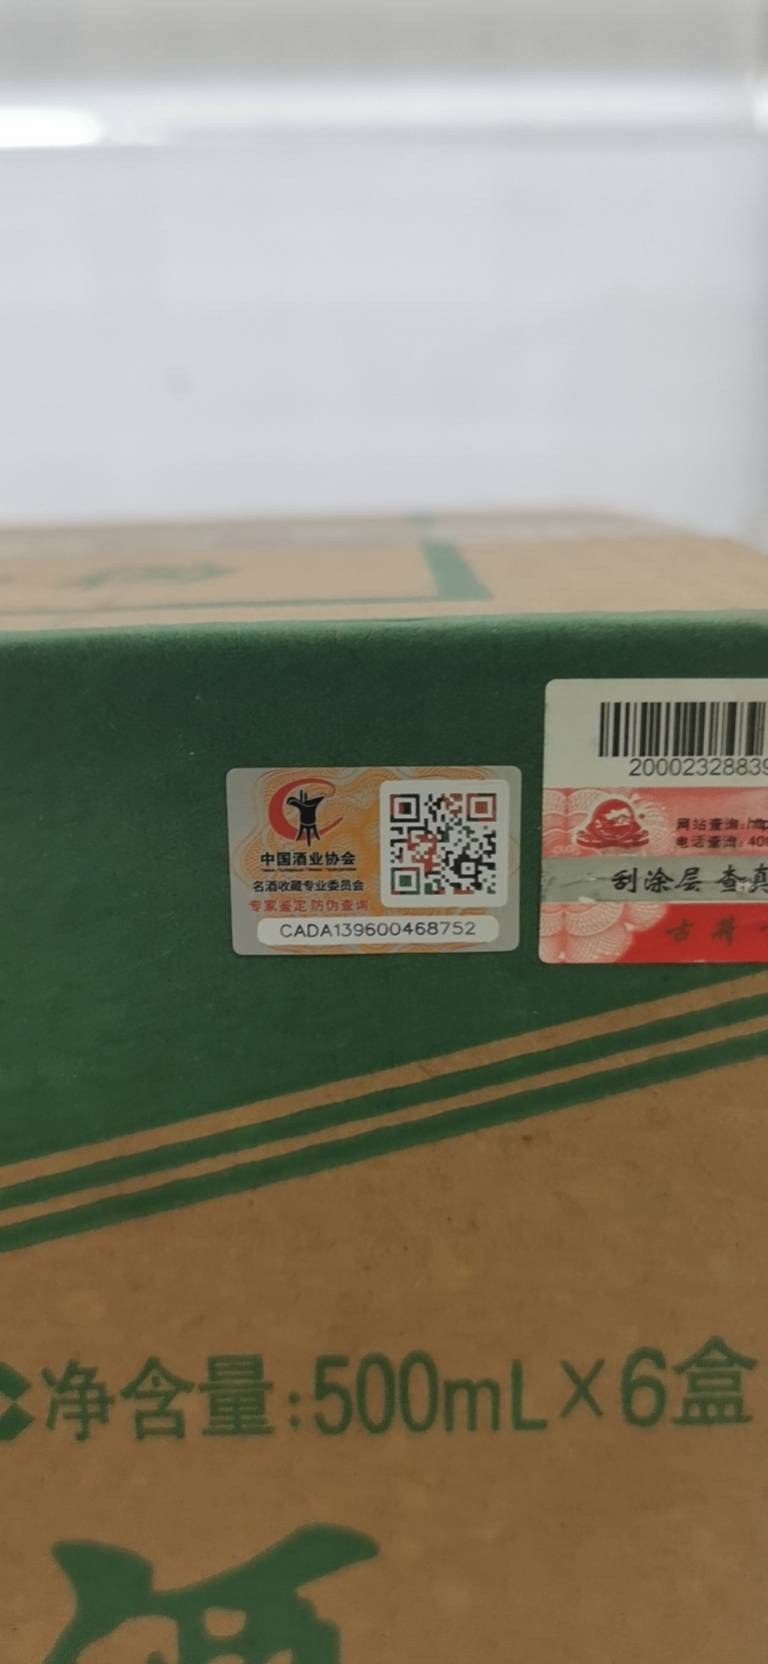 中国酒业协会
名酒收藏专业委员会
专家鉴定 防伪查询
CADA139600468752
2000232883
网站查询:
电话查询:
刮涂层 查真
净含量:500mL×6盒
酒